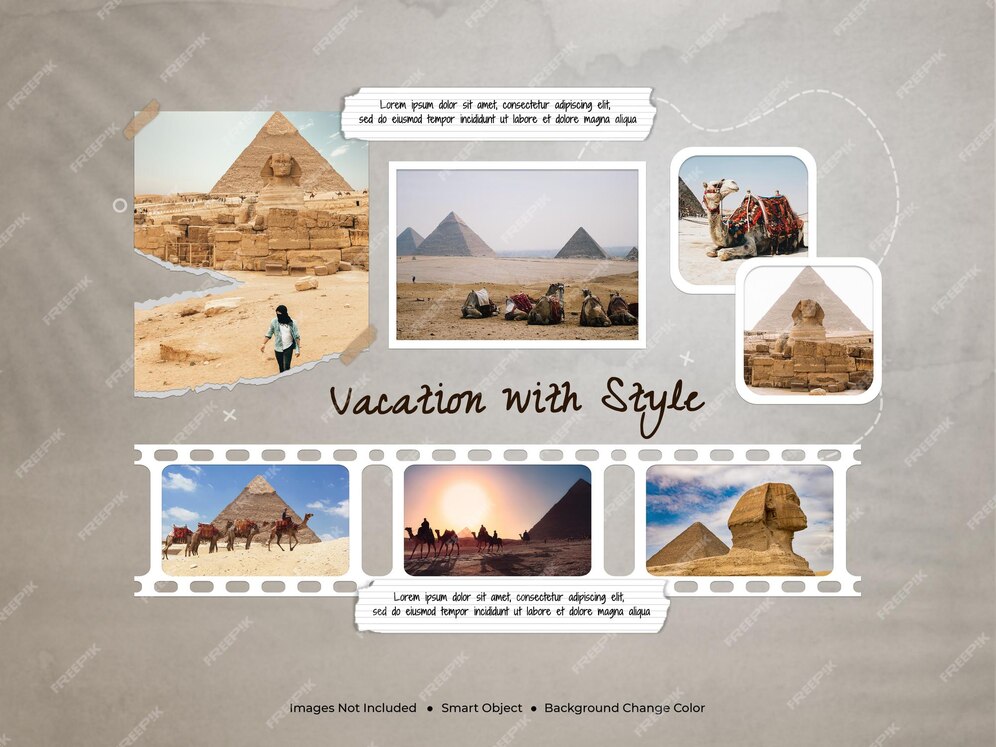 Lorem ipsum dolor sit amet, consectetur adipiscing elit,
sed do eiusmod tempor incididunt ut labore et dolore magna aliqua
Vacation with Style
Lorem ipsum dolor sit amet, consectetur adipiscing elit,
sed do eiusmod tempor incididunt ut labore et dolore magna aliqua
images Not Included ● Smart Object ● Background Change Color
FREEPIK